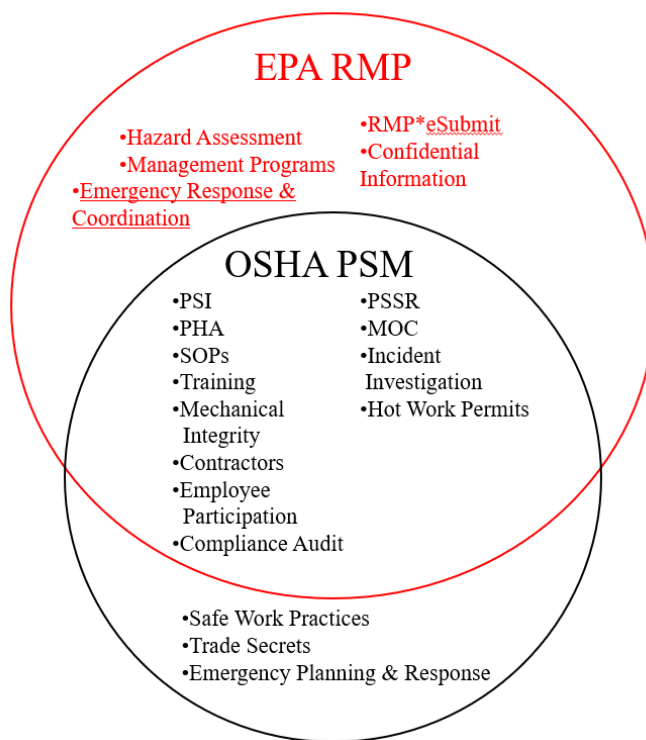 EPA RMP
•Hazard Assessment
•Management Programs
•Emergency Response &
Coordination
•RMP*eSubmit
•Confidential
Information
OSHA PSM
•PSI
•PHA
•SOPs
•Training
•Mechanical
Integrity
•Contractors
•Employee
Participation
•Compliance Audit
•PSSR
•MOC
•Incident
Investigation
•Hot Work Permits
•Safe Work Practices
•Trade Secrets
•Emergency Planning & Response